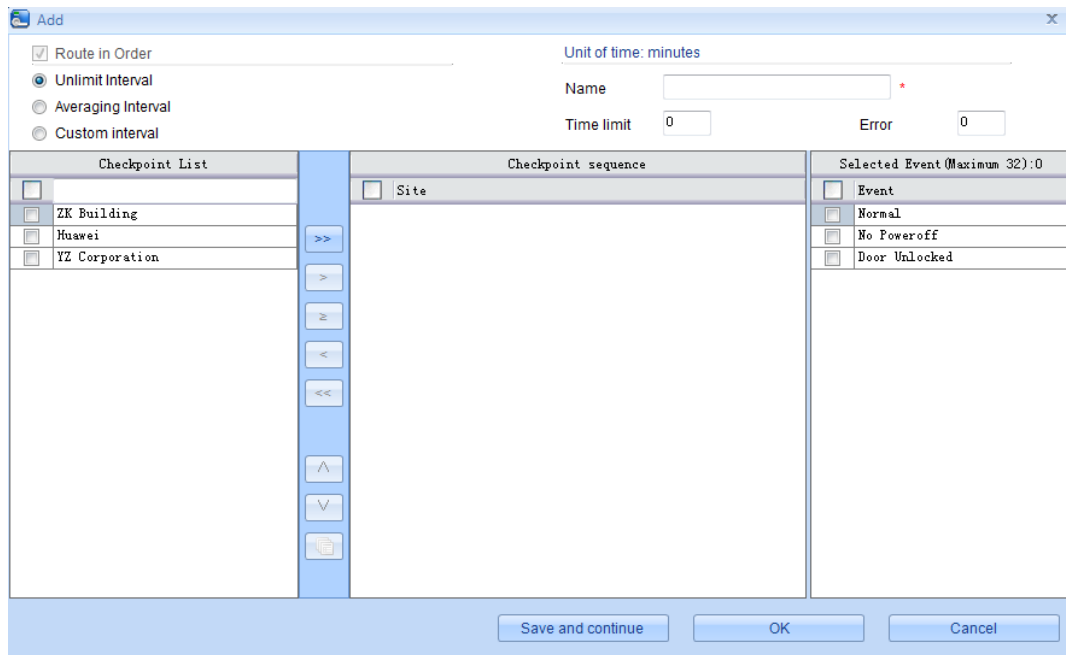 Add x
Route in Order
Unlimit Interval
Averaging Interval
Custom interval
Unit of time: minutes
Name *
Time limit 0 Error 0
Checkpoint List
ZK Building
Huawei
YZ Corporation
>>
>
≥
<
<<
∧
∨
Checkpoint sequence
Site
Selected Event(Maximum 32):0
Event
Normal
No Poweroff
Door Unlocked
Save and continue OK Cancel